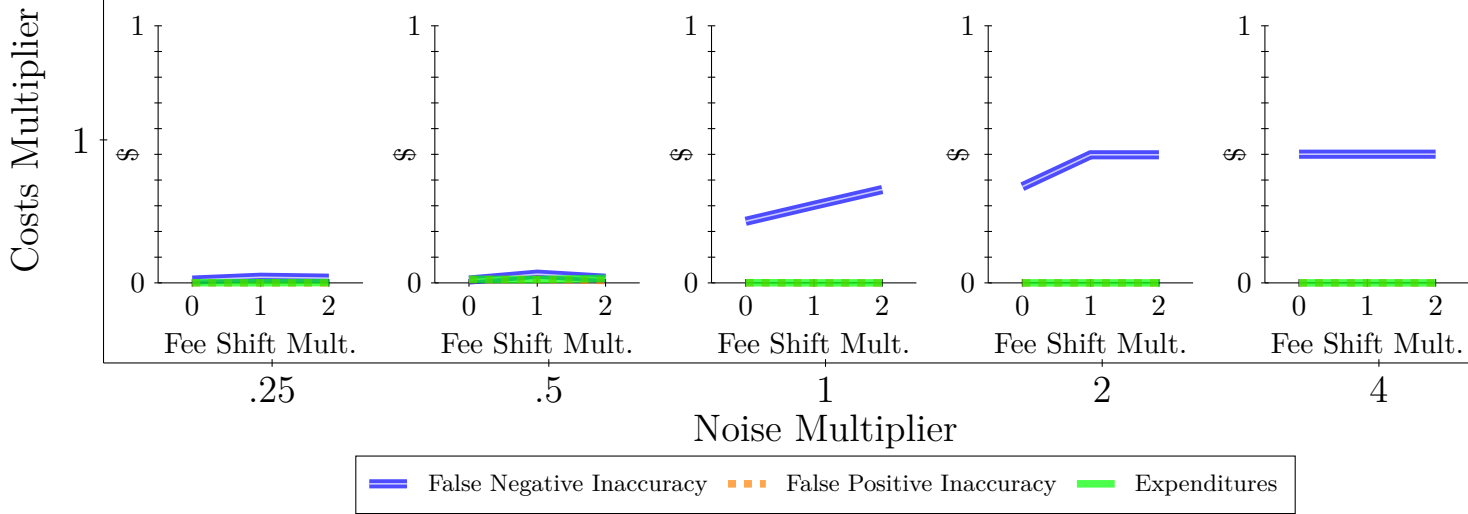 Costs Multiplier
1
1
$
0
0 1 2
Fee Shift Mult.
1
$
0
0 1 2
Fee Shift Mult.
1
$
0
0 1 2
Fee Shift Mult.
1
$
0
0 1 2
Fee Shift Mult.
1
$
0
0 1 2
Fee Shift Mult.
.25 .5 1 2 4
Noise Multiplier
False Negative Inaccuracy False Positive Inaccuracy Expenditures